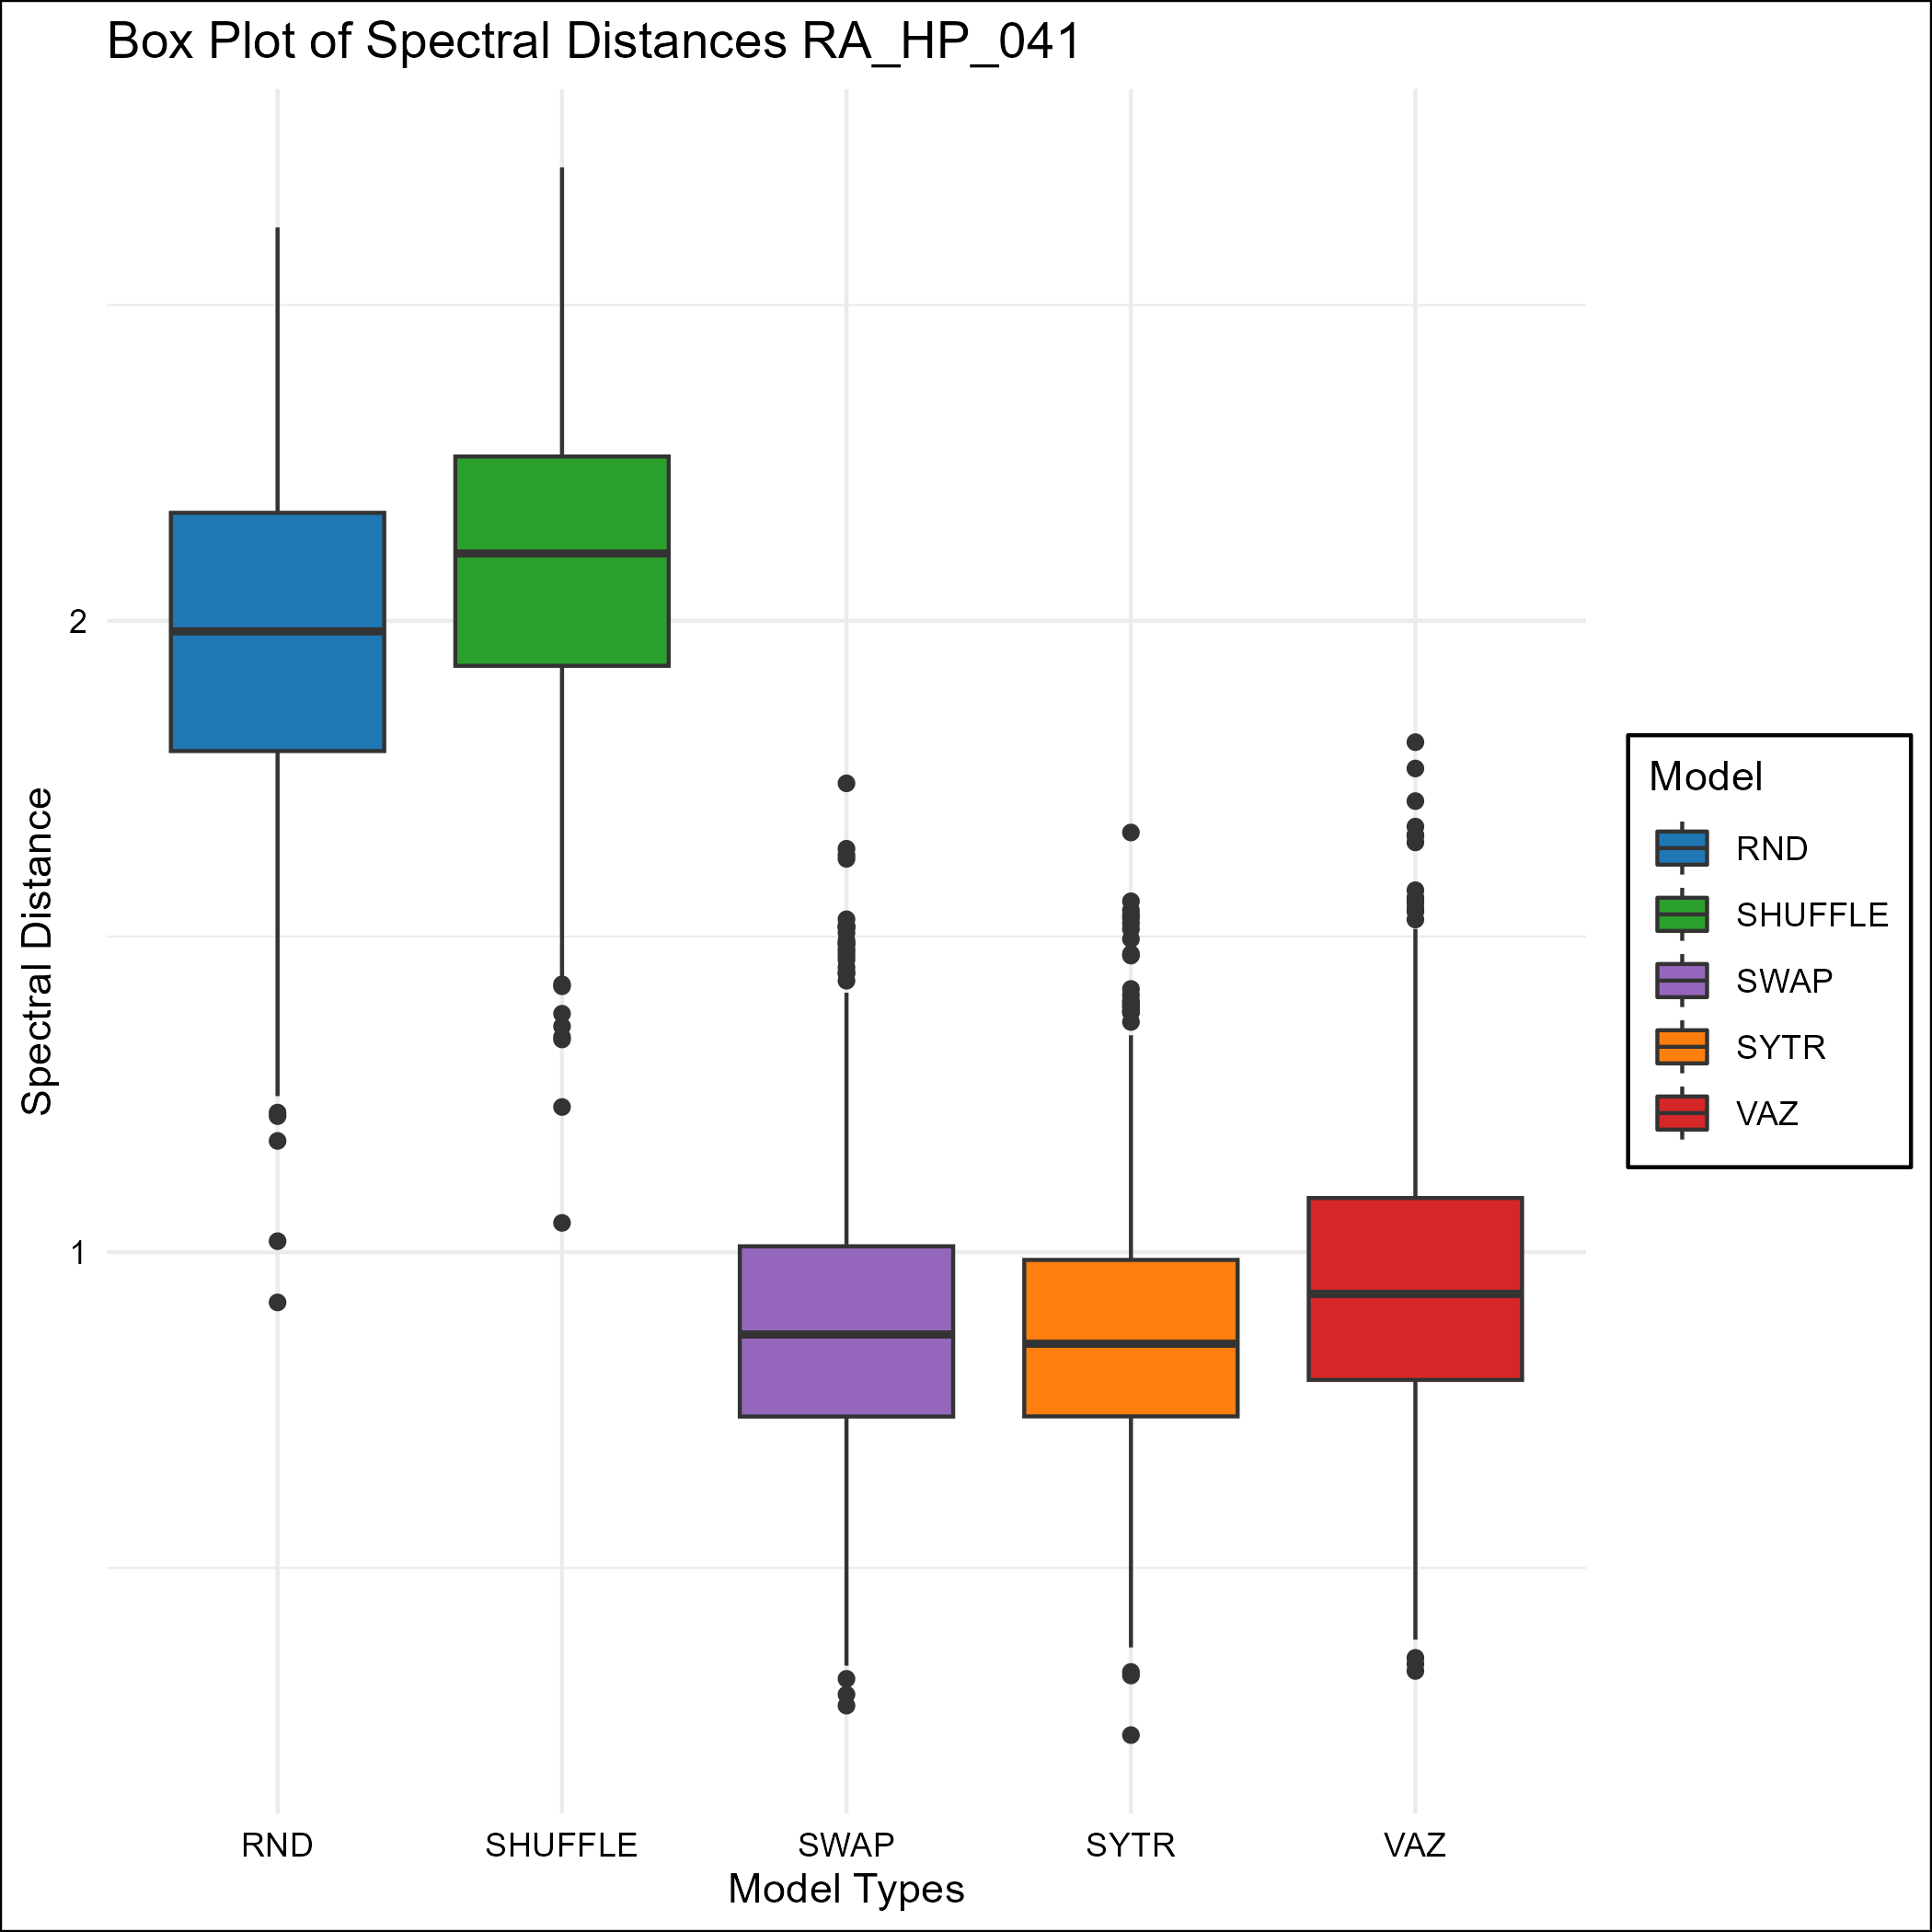 Box Plot of Spectral Distances RA_HP_041
Spectral Distance
2
1
RND SHUFFLE SWAP SYTR VAZ
Model Types
Model
RND
SHUFFLE
SWAP
SYTR
VAZ